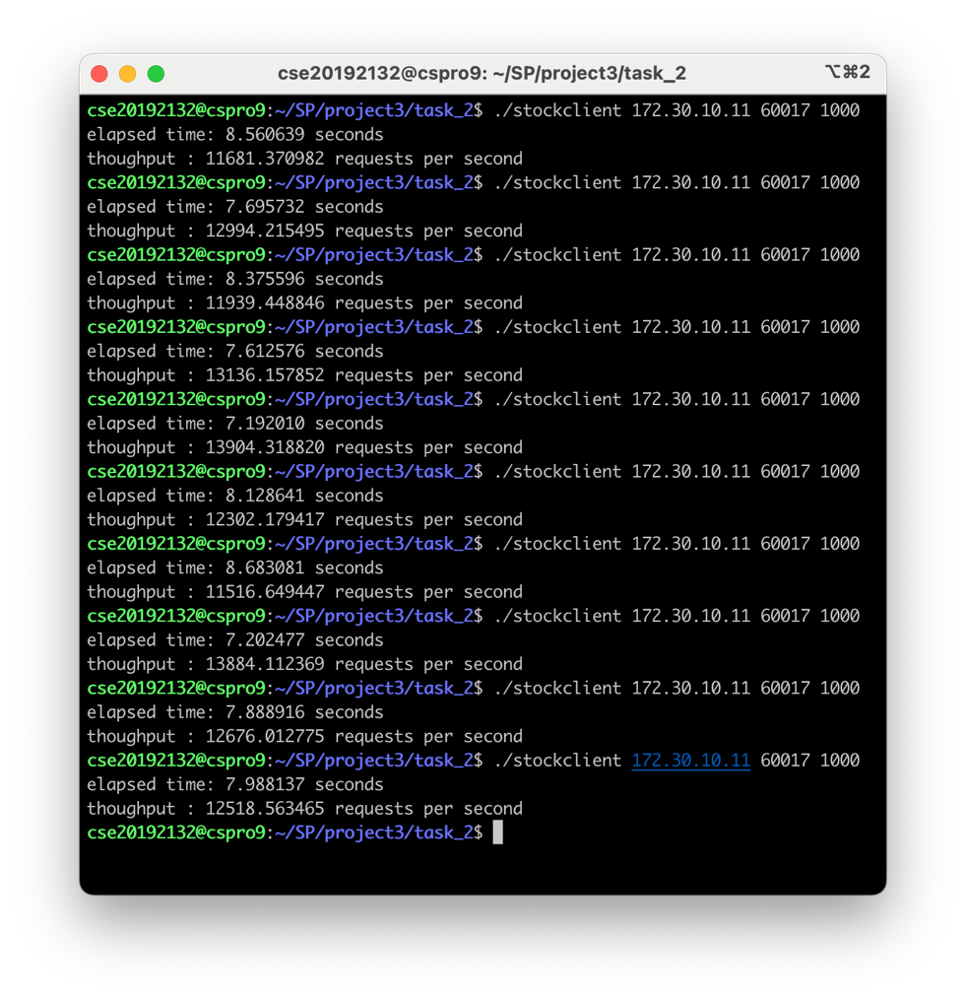 cse20192132@cspro9: ~/SP/project3/task_2 ⌥⌘2
cse20192132@cspro9:~/SP/project3/task_2$ ./stockclient 172.30.10.11 60017 1000
elapsed time: 8.560639 seconds
thoughput : 11681.370982 requests per second
cse20192132@cspro9:~/SP/project3/task_2$ ./stockclient 172.30.10.11 60017 1000
elapsed time: 7.695732 seconds
thoughput : 12994.215495 requests per second
cse20192132@cspro9:~/SP/project3/task_2$ ./stockclient 172.30.10.11 60017 1000
elapsed time: 8.375596 seconds
thoughput : 11939.448846 requests per second
cse20192132@cspro9:~/SP/project3/task_2$ ./stockclient 172.30.10.11 60017 1000
elapsed time: 7.612576 seconds
thoughput : 13136.157852 requests per second
cse20192132@cspro9:~/SP/project3/task_2$ ./stockclient 172.30.10.11 60017 1000
elapsed time: 7.192010 seconds
thoughput : 13904.318820 requests per second
cse20192132@cspro9:~/SP/project3/task_2$ ./stockclient 172.30.10.11 60017 1000
elapsed time: 8.128641 seconds
thoughput : 12302.179417 requests per second
cse20192132@cspro9:~/SP/project3/task_2$ ./stockclient 172.30.10.11 60017 1000
elapsed time: 8.683081 seconds
thoughput : 11516.649447 requests per second
cse20192132@cspro9:~/SP/project3/task_2$ ./stockclient 172.30.10.11 60017 1000
elapsed time: 7.202477 seconds
thoughput : 13884.112369 requests per second
cse20192132@cspro9:~/SP/project3/task_2$ ./stockclient 172.30.10.11 60017 1000
elapsed time: 7.888916 seconds
thoughput : 12676.012775 requests per second
cse20192132@cspro9:~/SP/project3/task_2$ ./stockclient 172.30.10.11 60017 1000
elapsed time: 7.988137 seconds
thoughput : 12518.563465 requests per second
cse20192132@cspro9:~/SP/project3/task_2$